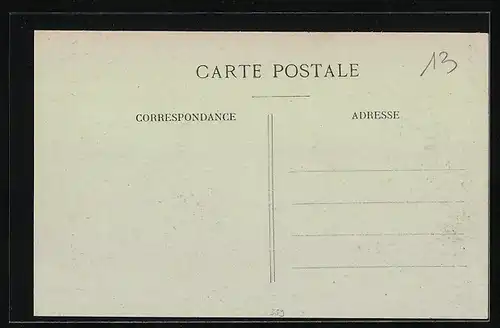 13
CARTE POSTALE
CORRESPONDANCE
ADRESSE